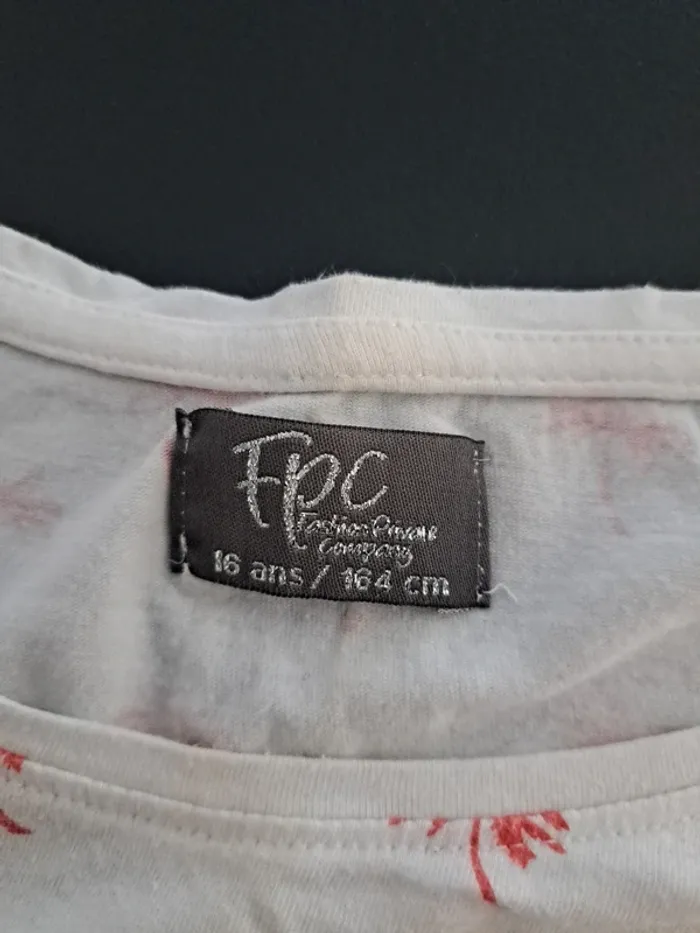 Fpc
Fashion Private
Company
16 ans / 164 cm